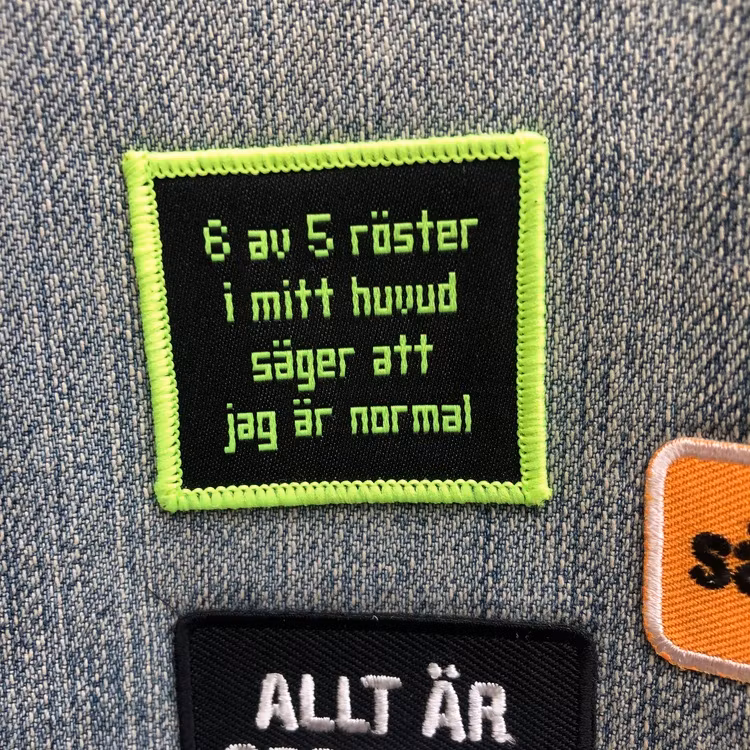 6 av 5 röster
i mitt huvud
säger att
jag är normal
ALLT ÄR